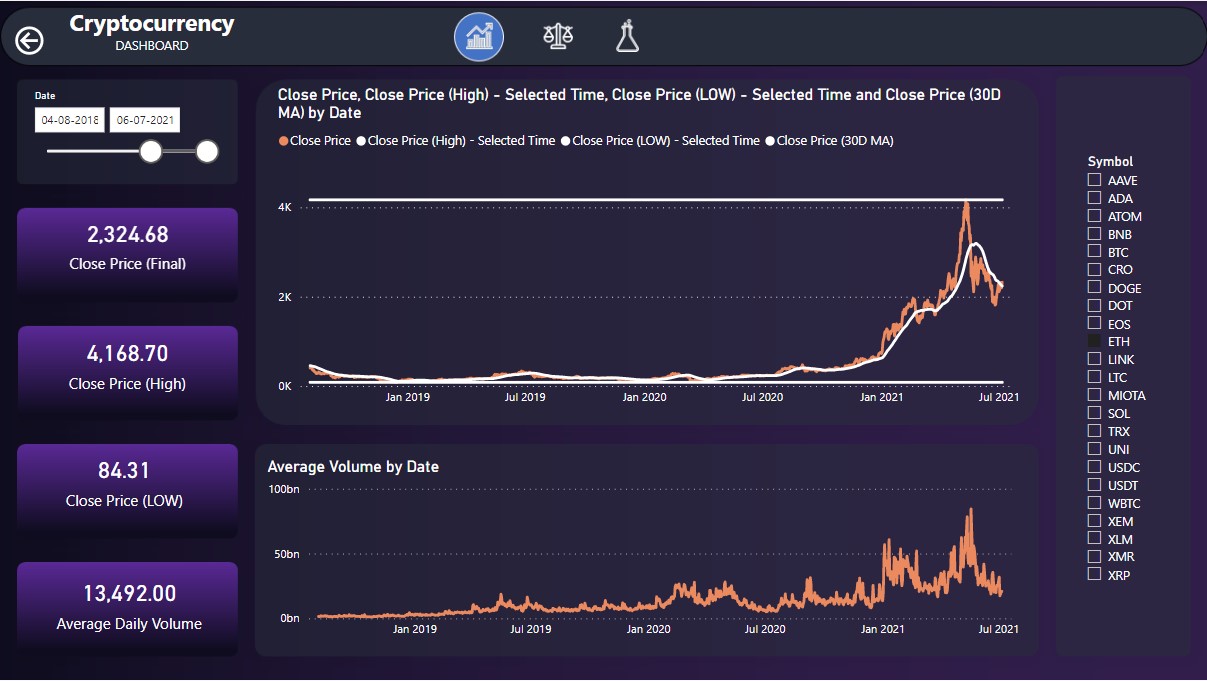 Cryptocurrency
DASHBOARD
Date
04-08-2018 06-07-2021
2,324.68
Close Price (Final)
4,168.70
Close Price (High)
84.31
Close Price (LOW)
13,492.00
Average Daily Volume
Close Price, Close Price (High) - Selected Time, Close Price (LOW) - Selected Time and Close Price (30D
MA) by Date
Close Price Close Price (High) - Selected Time Close Price (LOW) - Selected Time Close Price (30D MA)
4K
2K
0K
Jan 2019 Jul 2019 Jan 2020 Jul 2020 Jan 2021 Jul 2021
Average Volume by Date
100bn
50bn
0bn
Jan 2019 Jul 2019 Jan 2020 Jul 2020 Jan 2021 Jul 2021
Symbol
AAVE
ADA
ATOM
BNB
BTC
CRO
DOGE
DOT
EOS
ETH
LINK
LTC
MIOTA
SOL
TRX
UNI
USDC
USDT
WBTC
XEM
XLM
XMR
XRP